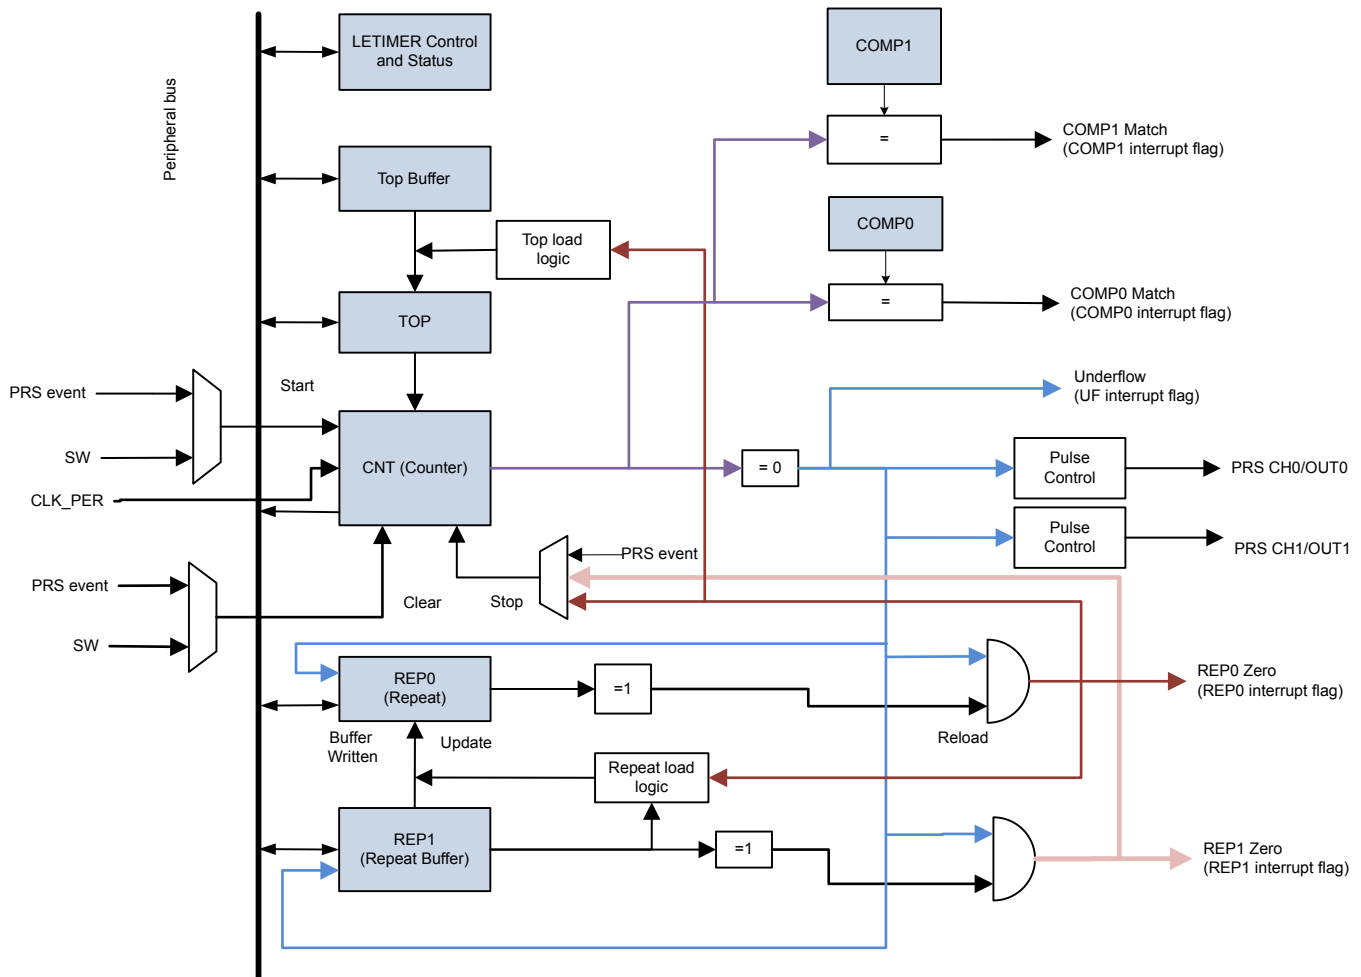 LETIMER Control
and Status
COMP1
Peripheral bus
=
COMP1 Match
(COMP1 interrupt flag)
Top Buffer
COMP0
Top load
logic
TOP
=
COMP0 Match
(COMP0 interrupt flag)
PRS event
Start
Underflow
(UF interrupt flag)
SW
CNT (Counter)
= 0
Pulse
Control
PRS CH0/OUT0
CLK_PER
Pulse
Control
PRS CH1/OUT1
PRS event
PRS event
Clear
Stop
SW
REP0
(Repeat)
=1
REP0 Zero
(REP0 interrupt flag)
Buffer
Written
Update
Reload
Repeat load
logic
REP1
(Repeat Buffer)
=1
REP1 Zero
(REP1 interrupt flag)